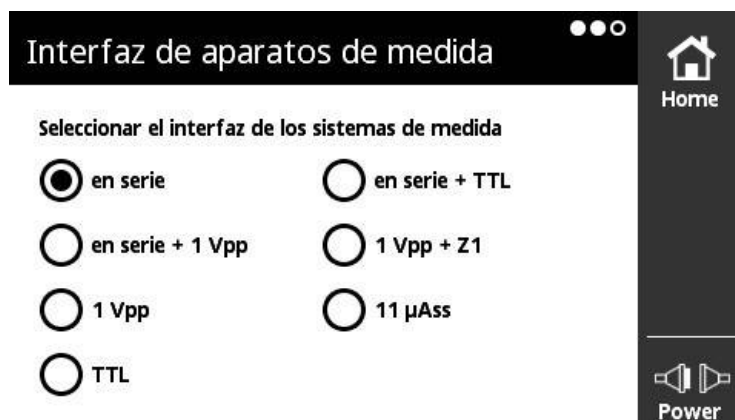 Interfaz de aparatos de medida
Home
Seleccionar el interfaz de los sistemas de medida
en serie
en serie + TTL
en serie + 1 Vpp
1 Vpp + Z1
1 Vpp
11 µAss
TTL
Power